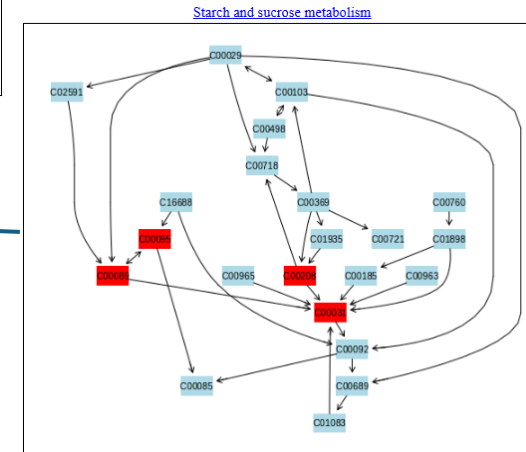 Starch and sucrose metabolism
C00029
C02591
C00103
C00498
C00718
C16688
C00369
C00760
C00095
C01935
C00721
C01898
C00089
C00965
C00208
C00185
C00963
C00031
C00092
C00085
C00689
C01083